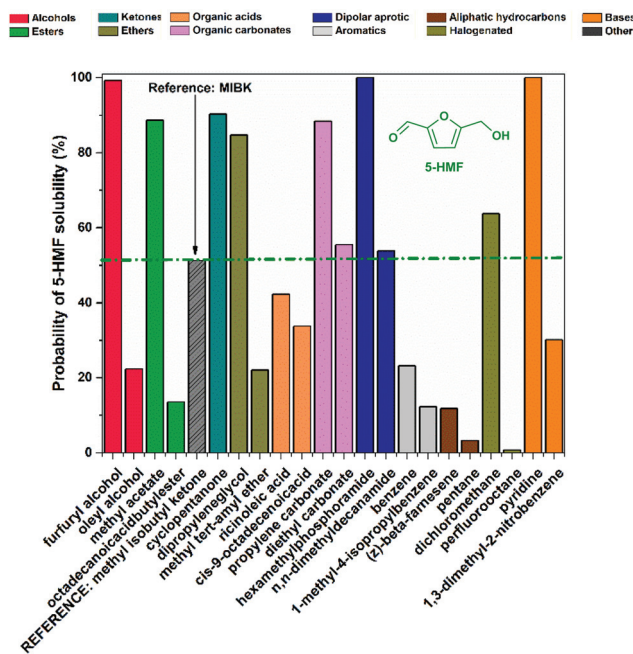 Alcohols Ketones Organic acids Dipolar aprotic Aliphatic hydrocarbons Bases
Esters Ethers Organic carbonates Aromatics Halogenated Other
Probability of 5-HMF solubility (%)
100
80
60
40
20
0
Reference: MIBK
O
O
OH
5-HMF
furfuryl alcohol
oleyl alcohol
methyl acetate
octadecanoicacidbutylester
REFERENCE: methyl isobutyl ketone
cyclopentanone
dipropyleneglycol
methyl tert-amyl ether
ricinoleic acid
cis-9-octadecenoicacid
propylene carbonate
diethyl carbonate
hexamethylphosphoramide
n,n-dimethyldecanamide
benzene
1-methyl-4-isopropylbenzene
(z)-beta-farnesene
pentane
dichloromethane
perfluorooctane
pyridine
1,3-dimethyl-2-nitrobenzene